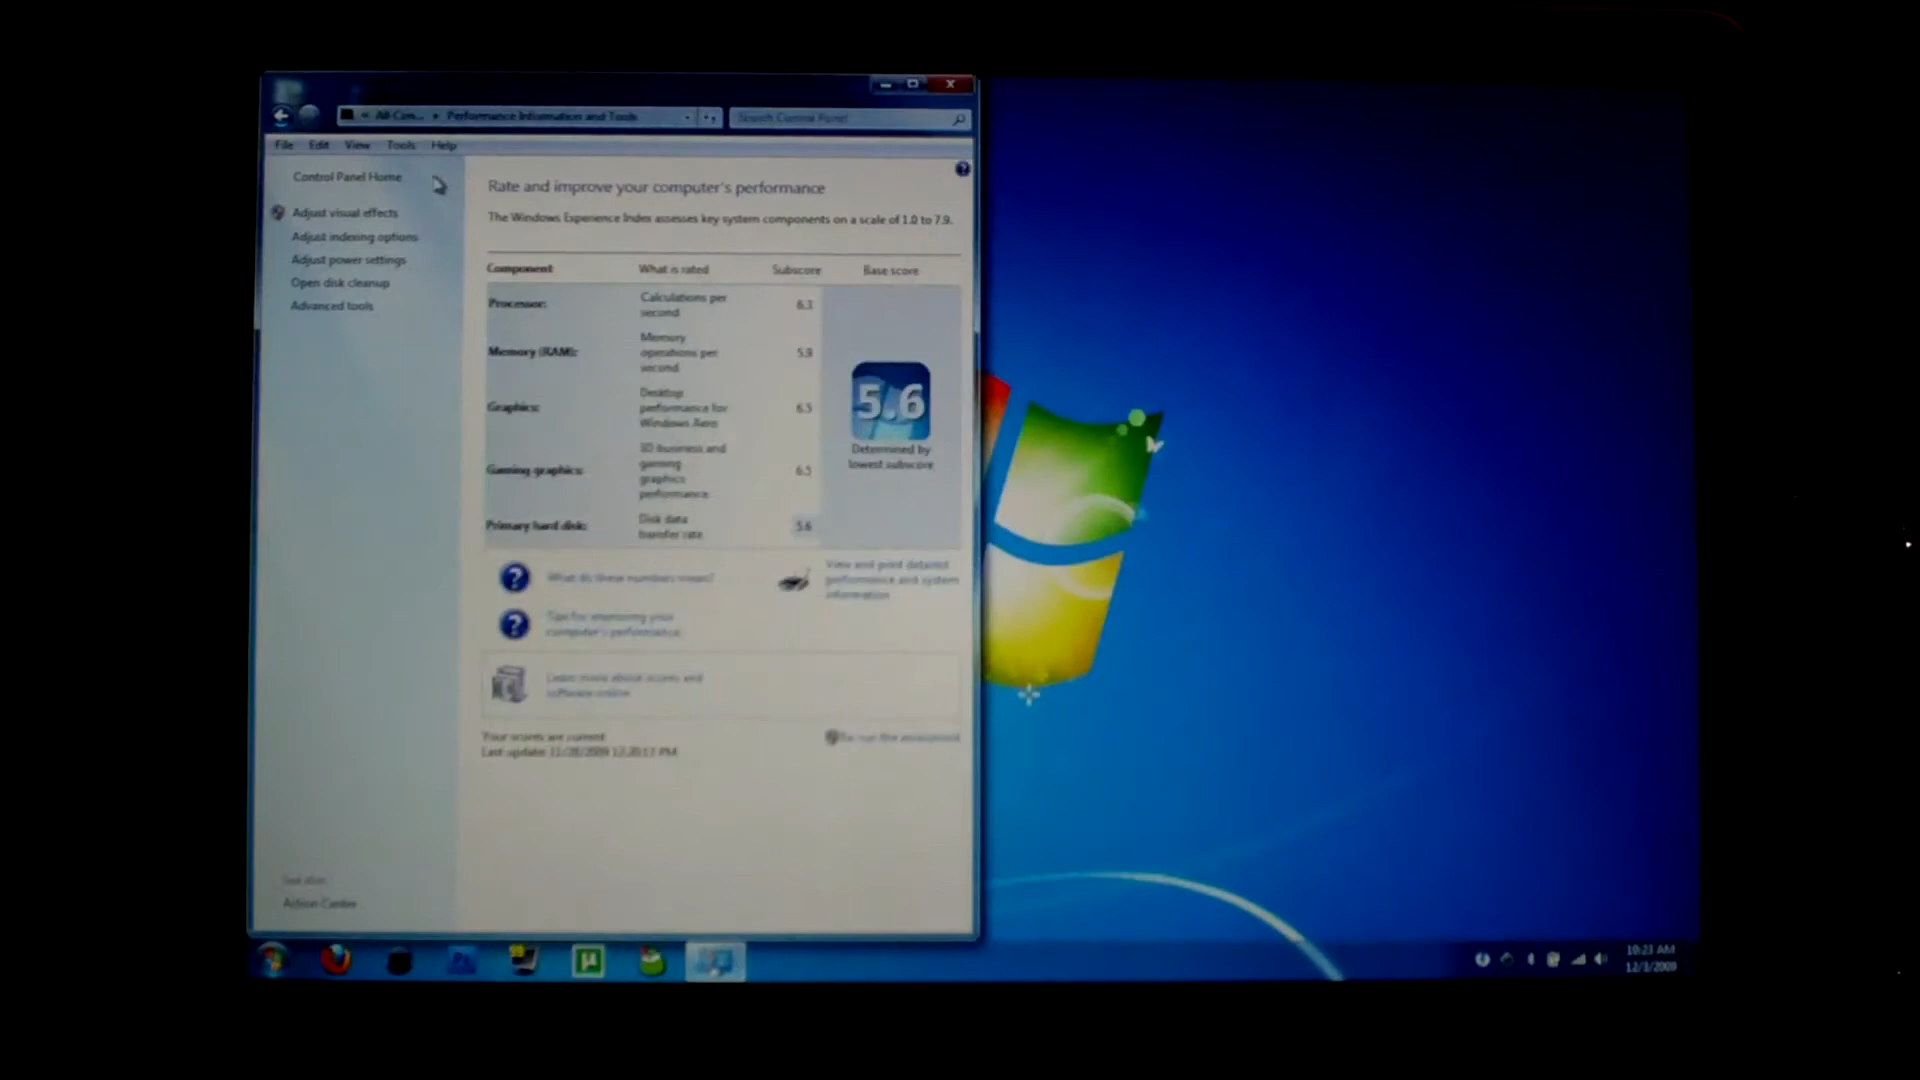 « All Con... ▸ Performance Information and Tools
Search Control Panel
File Edit View Tools Help
Control Panel Home
Adjust visual effects
Adjust indexing options
Adjust power settings
Open disk cleanup
Advanced tools
See also
Action Center
Rate and improve your computer's performance
The Windows Experience Index assesses key system components on a scale of 1.0 to 7.9.
Component What is rated Subscore Base score
Processor: Calculations per
second 6.3
Memory (RAM): Memory
operations per
second 5.9
Graphics: Desktop
performance for
Windows Aero 6.5
Gaming graphics: 3D business and
gaming
graphics
performance 6.5
Primary hard disk: Disk data
transfer rate 5.6
5.6
Determined by
lowest subscore
What do these numbers mean?
Tips for improving your
computer's performance.
View and print detailed
performance and system
information
Learn more about scores and
software online
Your scores are current
Last update: 11/28/2009 PM
Re-run the assessment
Ps
µ
10:23 AM
12/3/2009